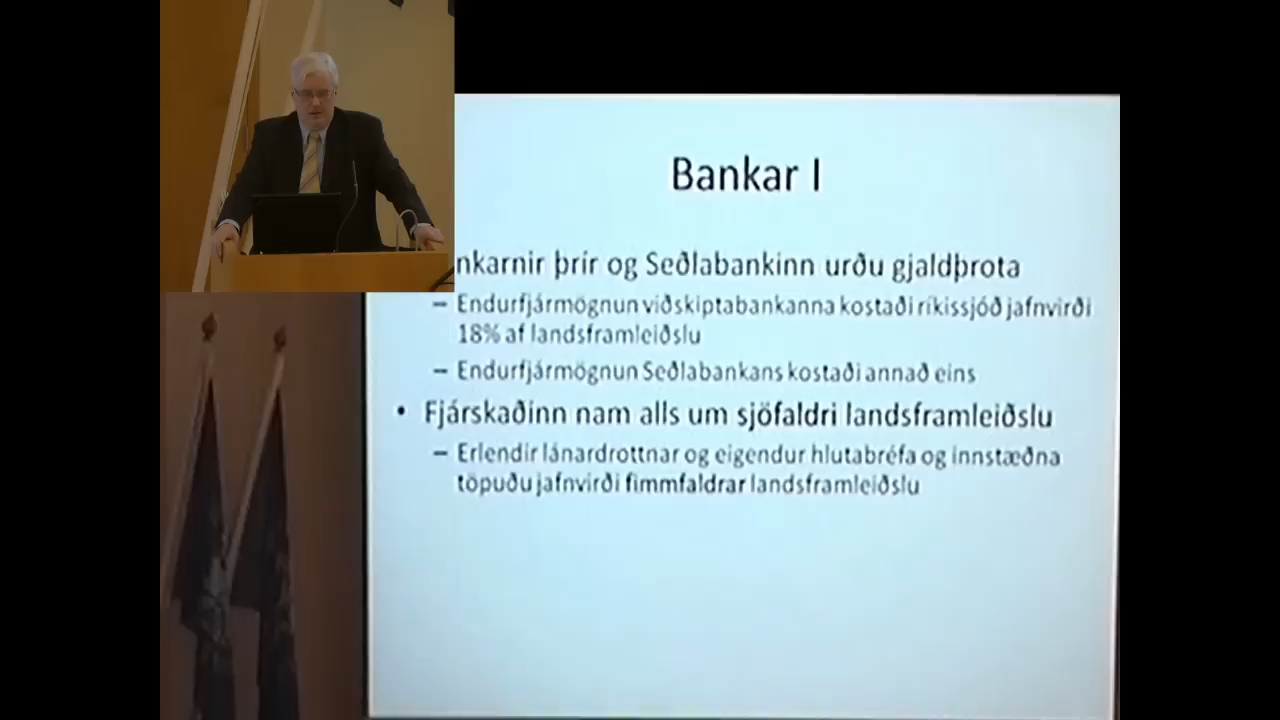 Bankar I
nkarnir þrír og Seðlabankinn urðu gjaldþrota
– Endurfjármögnun viðskiptabankanna kostaði ríkissjóð jafnvirði
18% af landsframleiðslu
– Endurfjármögnun Seðlabankans kostaði annað eins
• Fjárskaðinn nam alls um sjöfaldri landsframleiðslu
– Erlendir lánardrottnar og eigendur hlutabréfa og innstæðna
töpuðu jafnvirði fimmfaldrar landsframleiðslu